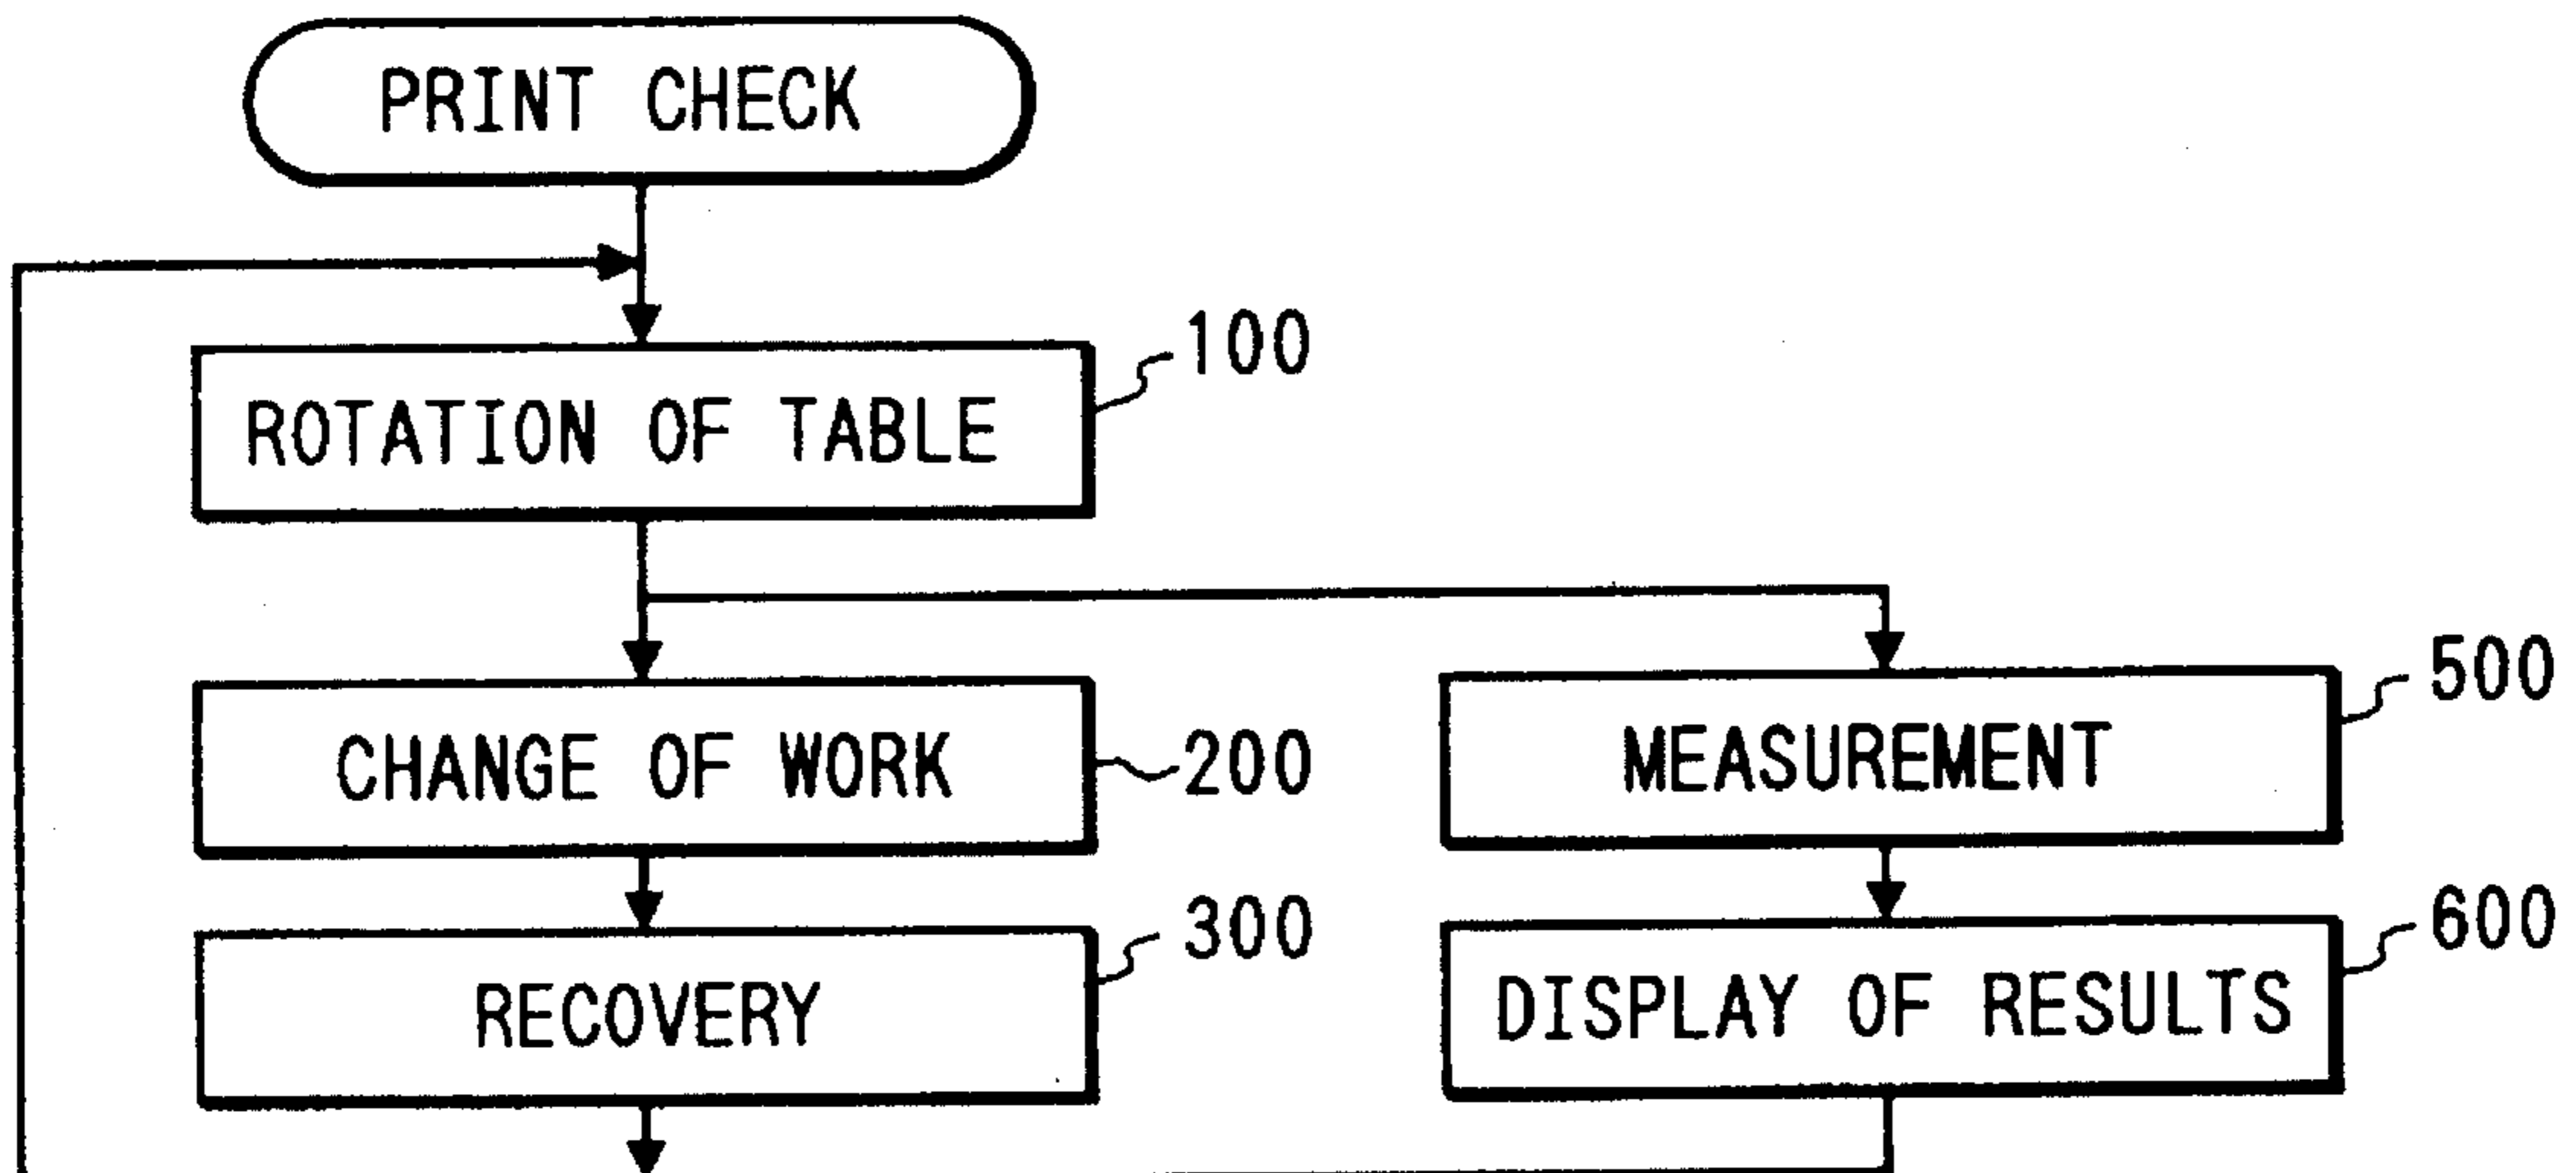 PRINT CHECK
100
ROTATION OF TABLE
CHANGE OF WORK
200
500
MEASUREMENT
300
RECOVERY
600
DISPLAY OF RESULTS